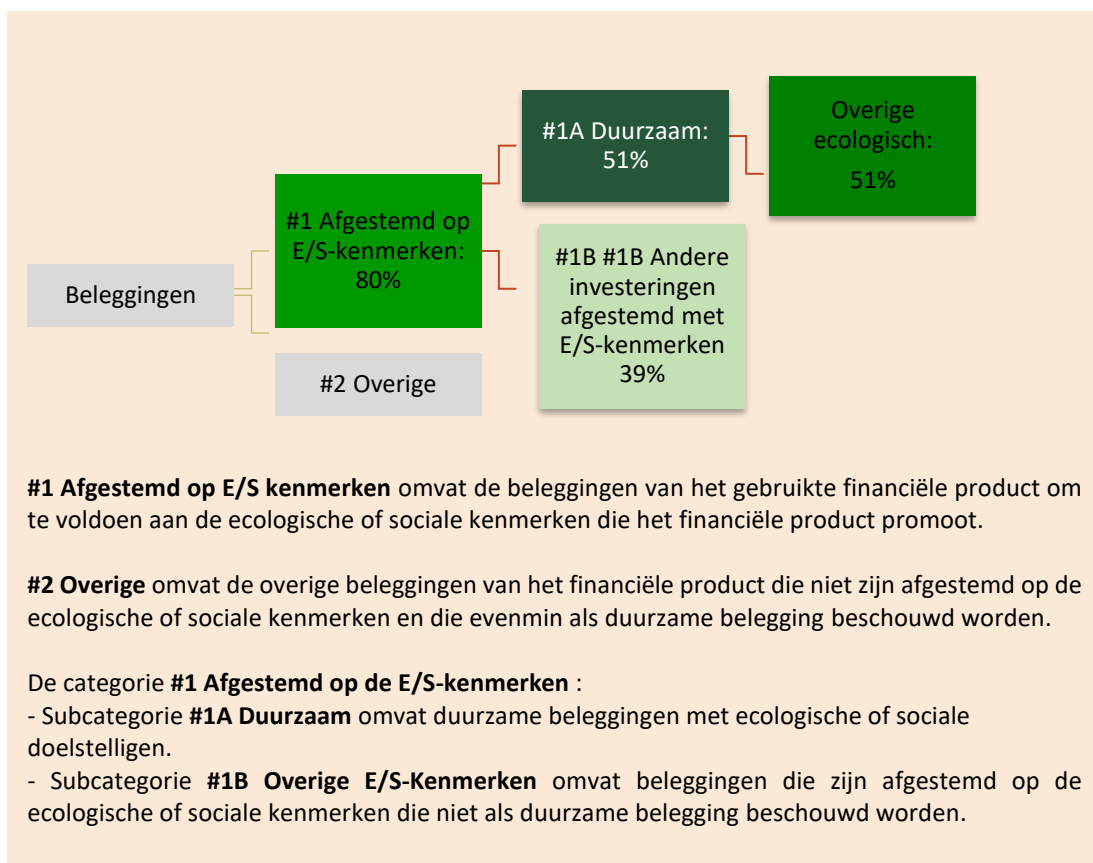 Beleggingen
#1 Afgestemd op
E/S-kenmerken:
80%
#2 Overige
#1A Duurzaam:
51%
#1B #1B Andere
investeringen
afgestemd met
E/S-kenmerken
39%
Overige
ecologisch:
51%
#1 Afgestemd op E/S kenmerken omvat de beleggingen van het gebruikte financiële product om
te voldoen aan de ecologische of sociale kenmerken die het financiële product promoot.
#2 Overige omvat de overige beleggingen van het financiële product die niet zijn afgestemd op de
ecologische of sociale kenmerken en die evenmin als duurzame belegging beschouwd worden.
De categorie #1 Afgestemd op de E/S-kenmerken :
- Subcategorie #1A Duurzaam omvat duurzame beleggingen met ecologische of sociale
doelstelligen.
- Subcategorie #1B Overige E/S-Kenmerken omvat beleggingen die zijn afgestemd op de
ecologische of sociale kenmerken die niet als duurzame belegging beschouwd worden.